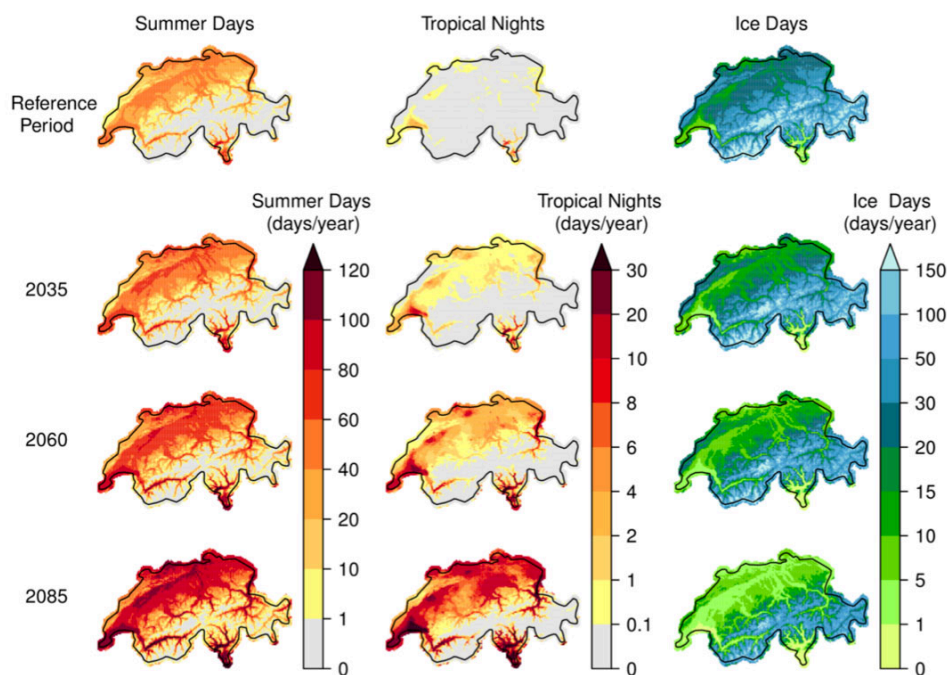 Summer Days
Tropical Nights
Ice Days
Reference
Period
Summer Days
(days/year)
Tropical Nights
(days/year)
Ice Days
(days/year)
2035
120
100
80
60
40
20
10
1
0
30
20
10
8
6
4
2
1
0.1
0
150
100
50
30
20
15
10
5
1
0
2060
2085